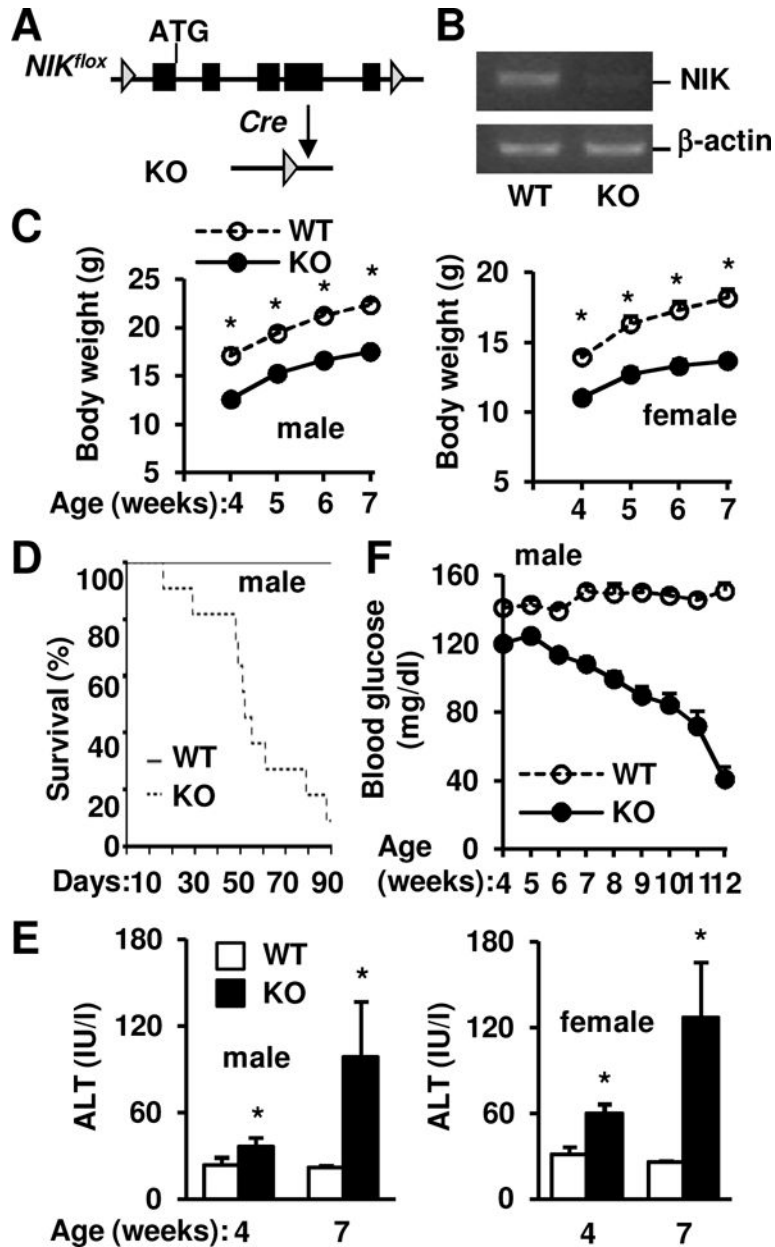 A
ATG
NIK^flox
Cre
KO
B
NIK
β-actin
WT KO
C
WT
KO
Body weight (g)
25
20
15
10
5
* * * *
male
Age (weeks):4 5 6 7
Body weight (g)
20
15
10
5
* * * *
female
4 5 6 7
D
Survival (%)
100
80
60
40
20
male
WT
KO
Days:10 30 50 70 90
F
male
Blood glucose
(mg/dl)
160
120
80
40
0
WT
KO
Age
(weeks):4 5 6 7 8 9 10 11 12
E
ALT (IU/l)
180
120
60
0
WT
KO
male
* *
Age (weeks):4 7
ALT (IU/l)
180
120
60
0
female
* *
4 7